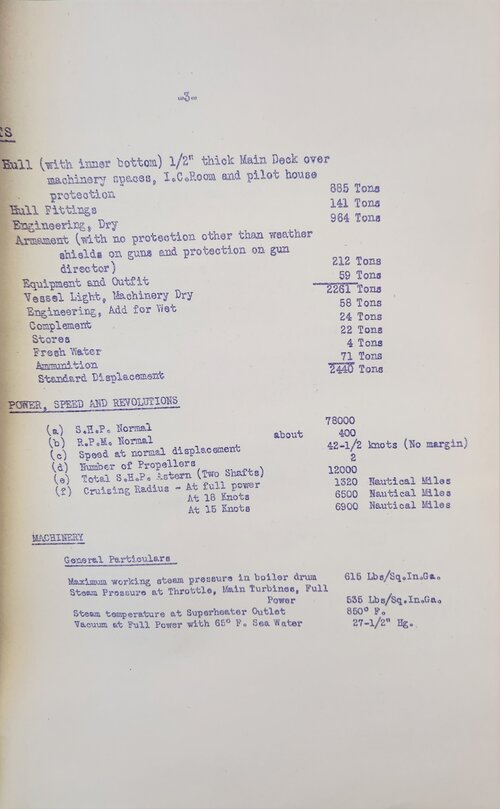 -3-
TS
Hull (with inner bottom) 1/2" thick Main Deck over
machinery spaces, I.C.Room and pilot house
protection 885 Tons
Hull Fittings 141 Tons
Engineering, Dry 964 Tons
Armament (with no protection other than weather
shields on guns and protection on gun
director) 212 Tons
Equipment and Outfit 59 Tons
Vessel Light, Machinery Dry 2261 Tons
Engineering, Add for Wet 58 Tons
Complement 24 Tons
Stores 22 Tons
Fresh Water 4 Tons
Ammunition 71 Tons
Standard Displacement 2440 Tons
POWER, SPEED AND REVOLUTIONS
(a) S.H.P. Normal 78000
(b) R.P.M. Normal about 400
(c) Speed at normal displacement 42-1/2 knots (No margin)
(d) Number of Propellers 2
(e) Total S.H.P. Astern (Two Shafts) 12000
(f) Cruising Radius - At full power 1320 Nautical Miles
At 18 Knots 6500 Nautical Miles
At 15 Knots 6900 Nautical Miles
MACHINERY
General Particulars
Maximum working steam pressure in boiler drum 615 Lbs/Sq.In.Ga.
Steam Pressure at Throttle, Main Turbines, Full
Power 535 Lbs/Sq.In.Ga.
Steam temperature at Superheater Outlet 850° F.
Vacuum at Full Power with 65° F. Sea Water 27-1/2" Hg.